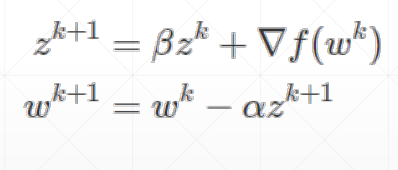 z^{k+1} = βz^k + ∇f(w^k)
w^{k+1} = w^k − αz^{k+1}